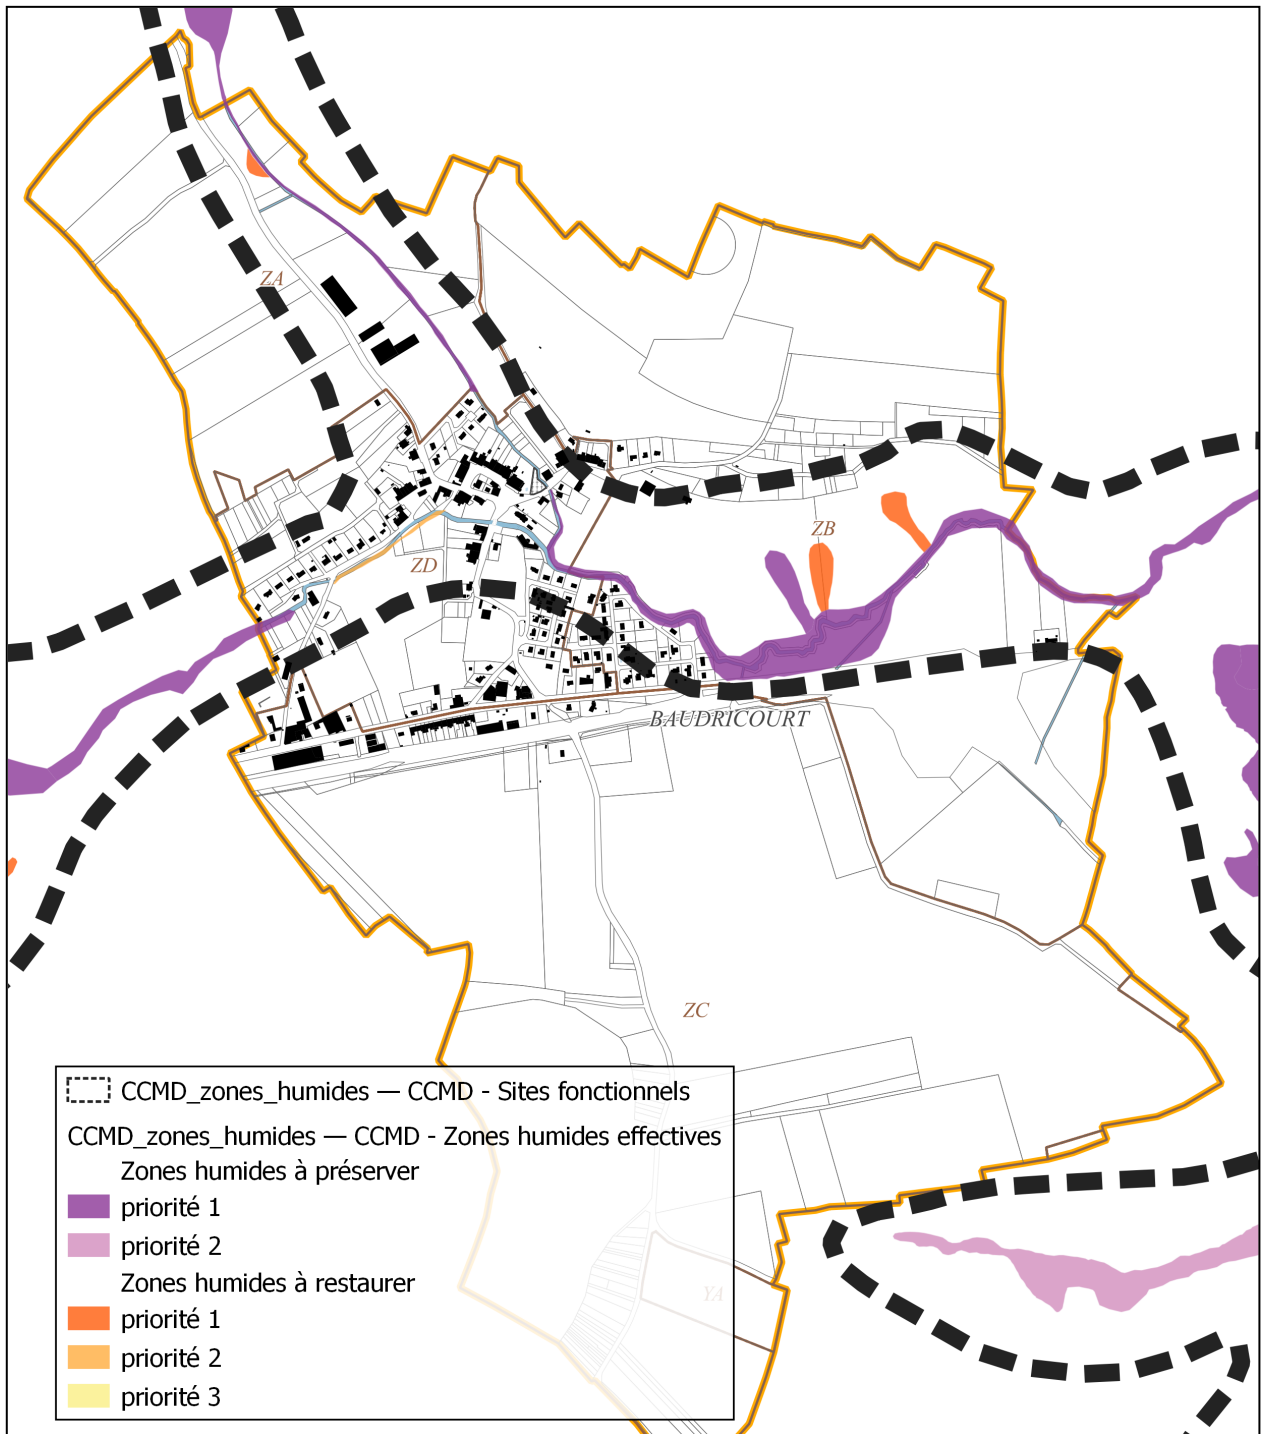 ZA
ZB
ZD
BAUDRICOURT
ZC
CCMD_zones_humides — CCMD - Sites fonctionnels
CCMD_zones_humides — CCMD - Zones humides effectives
Zones humides à préserver
priorité 1
priorité 2
Zones humides à restaurer
priorité 1
YA
priorité 2
priorité 3